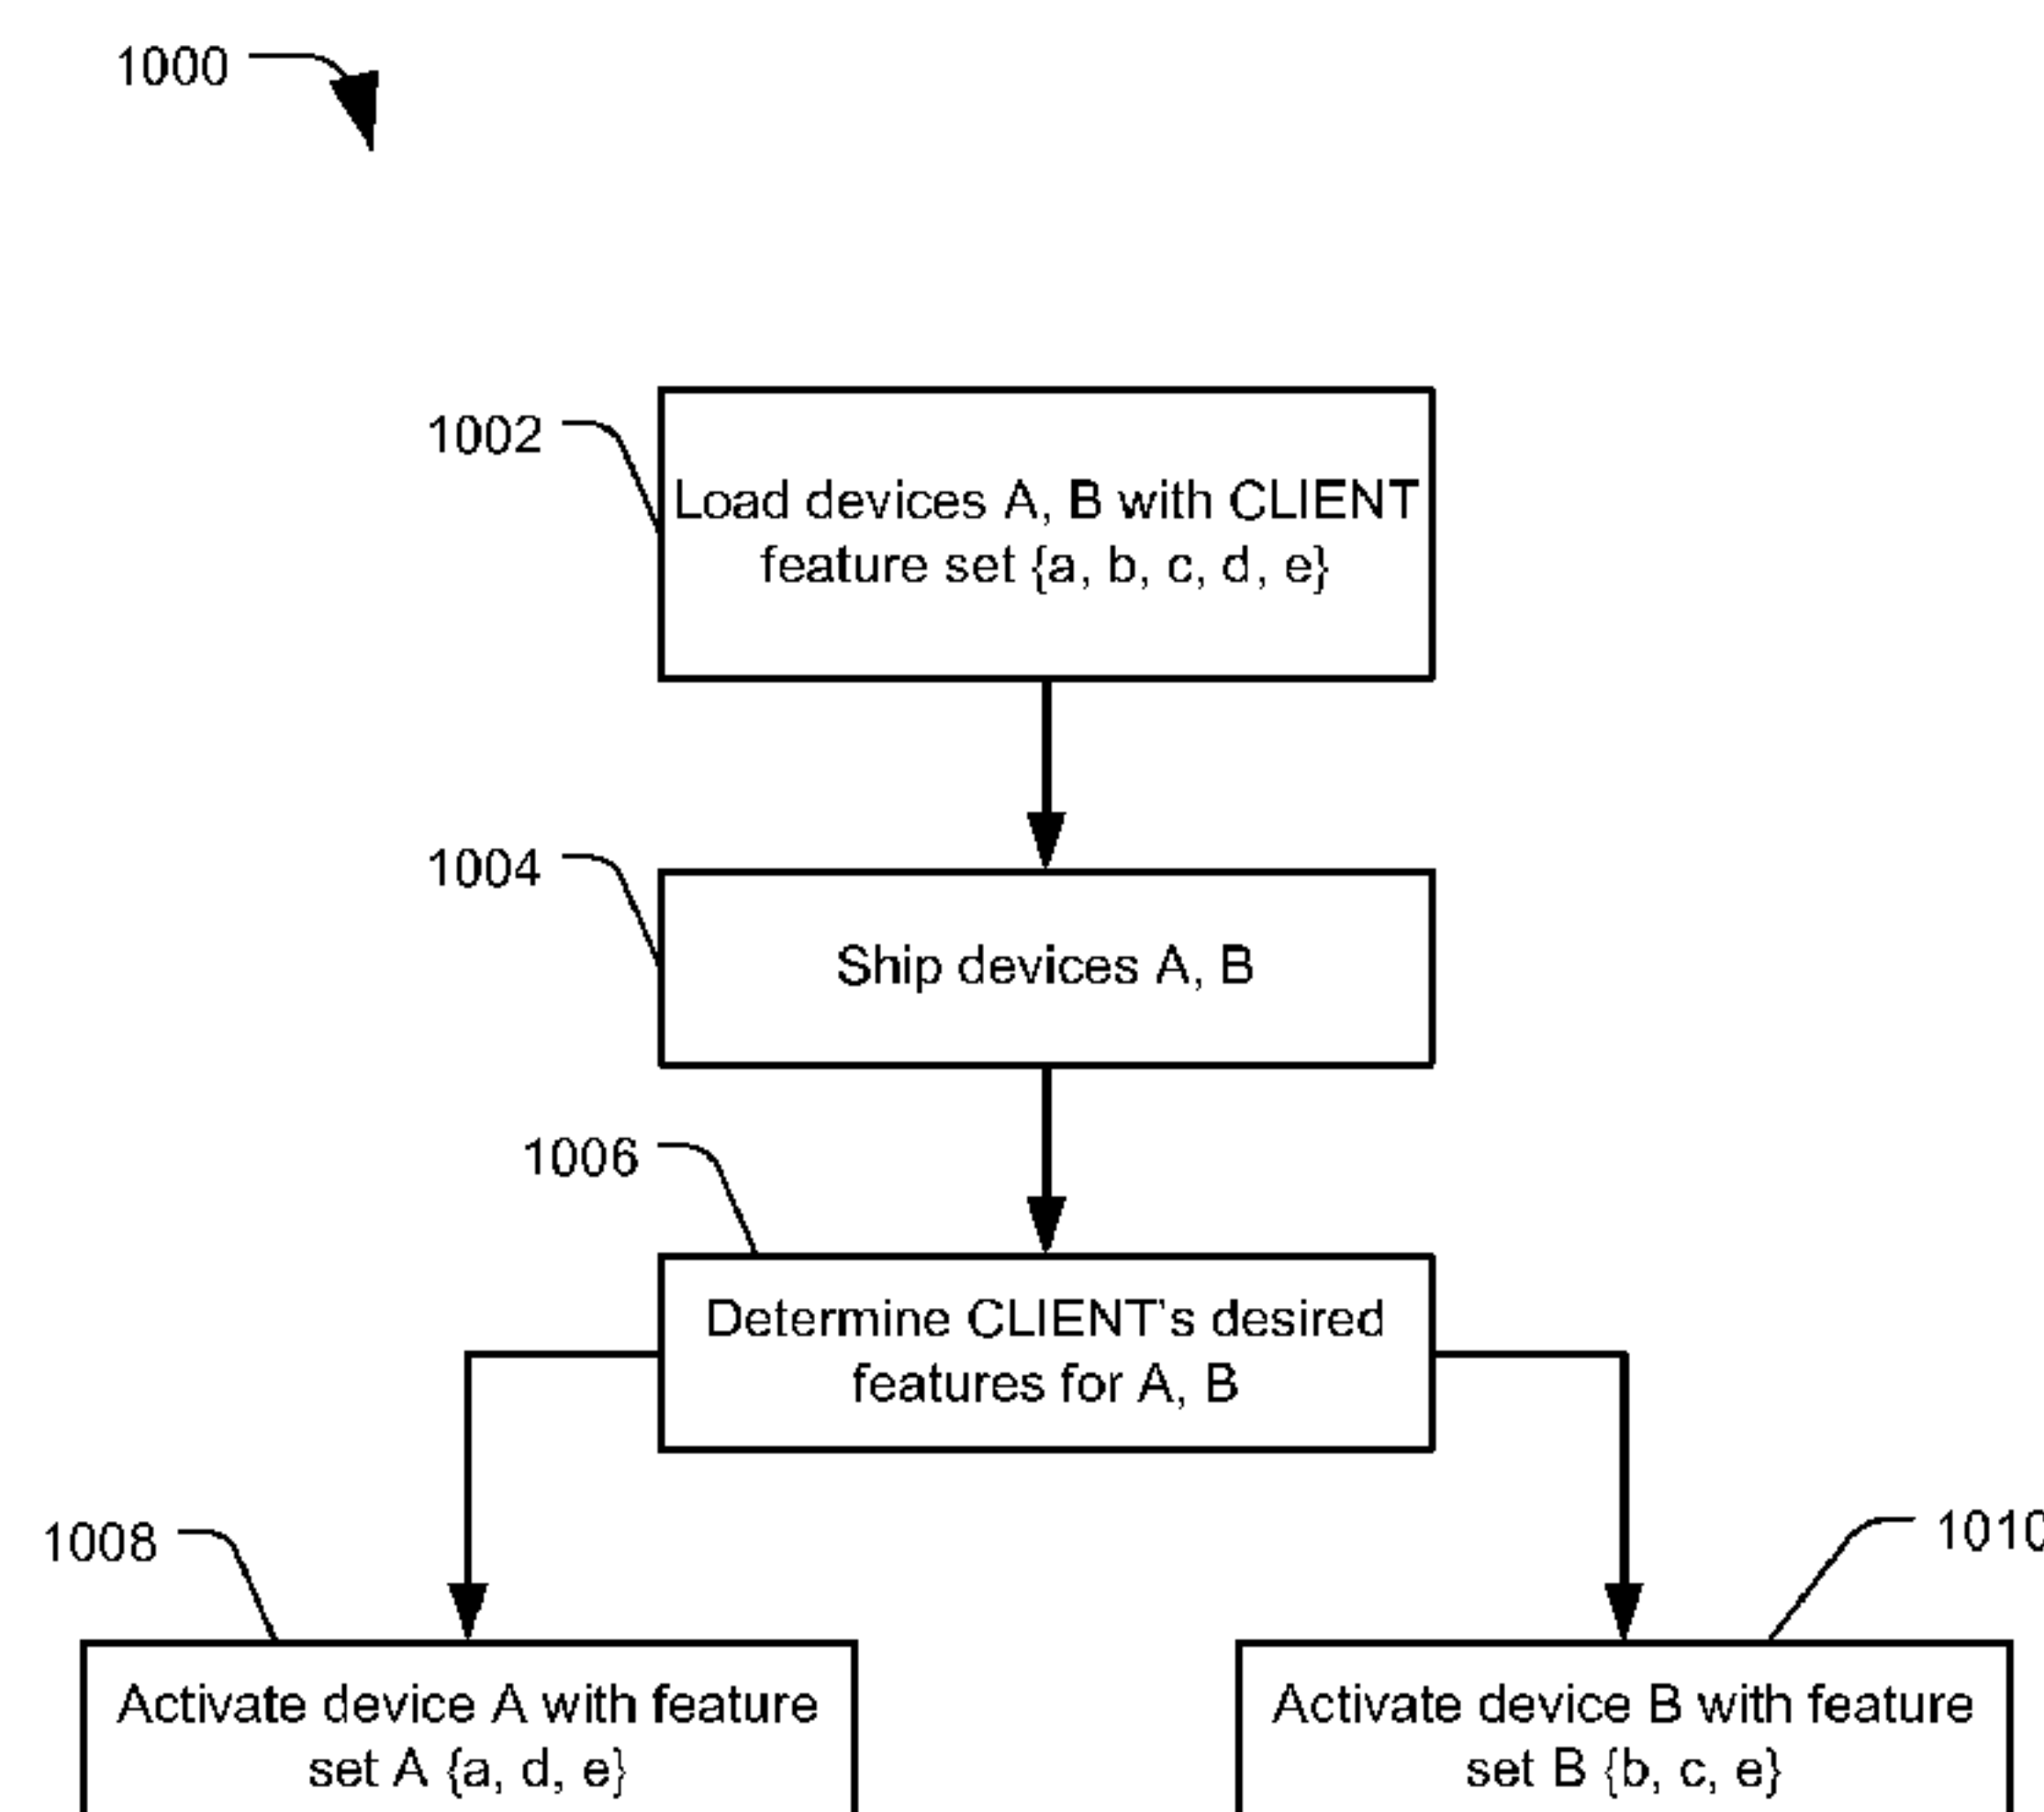 1000
1002
Load devices A, B with CLIENT
feature set {a, b, c, d, e}
1004
Ship devices A, B
1006
Determine CLIENT's desired
features for A, B
1008
1010
Activate device A with feature
set A {a, d, e}
Activate device B with feature
set B {b, c, e}